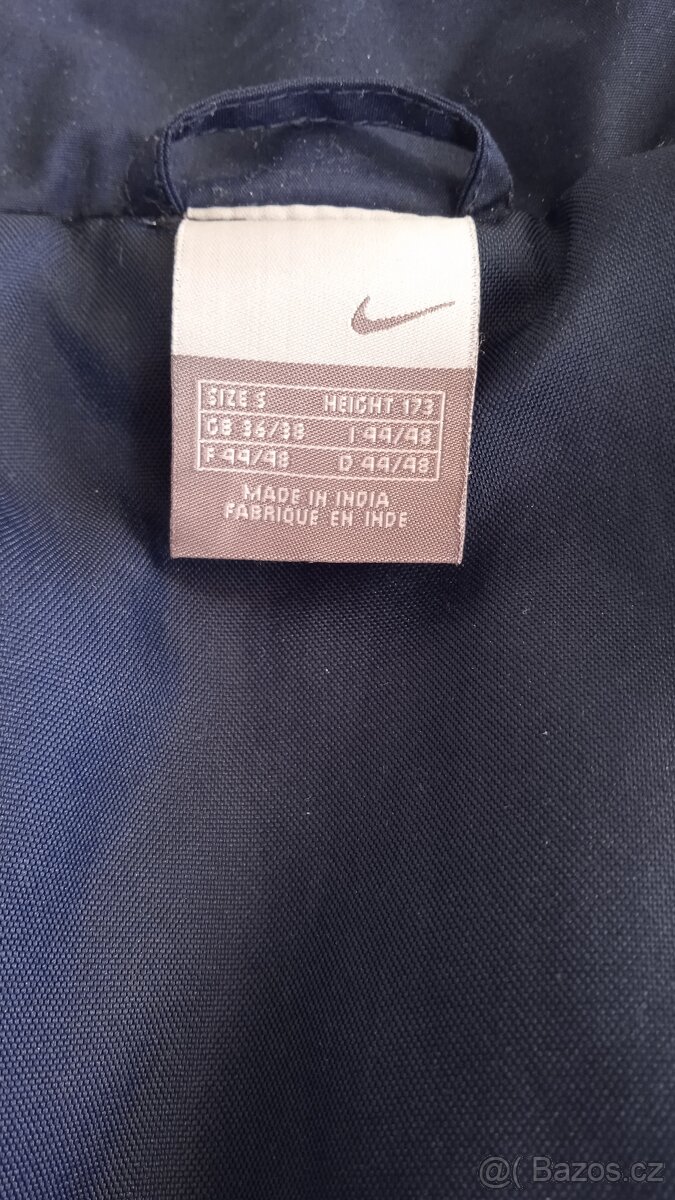 SIZE S HEIGHT 173
GB 36/38 I 44/48
F 44/48 D 44/48
MADE IN INDIA
FABRIQUE EN INDE
@( Bazos.cz